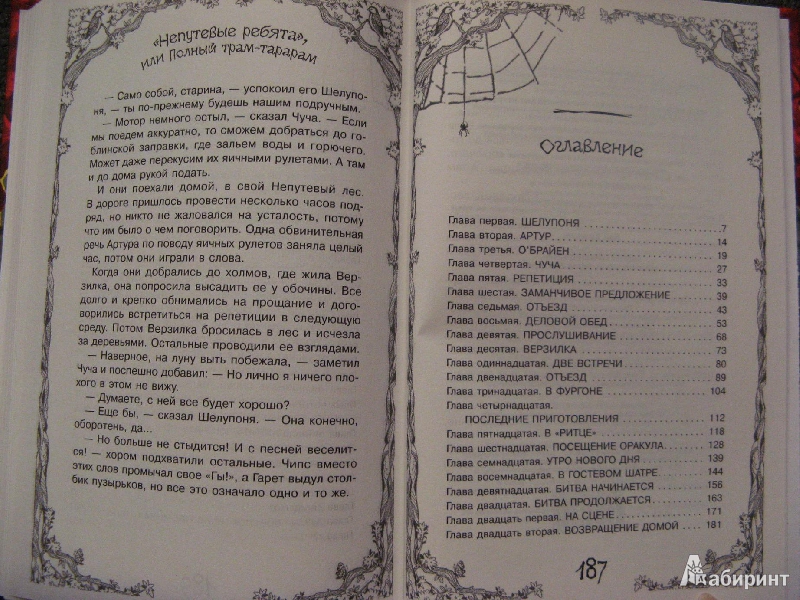 «Непутевые ребята»,
или Полный трам-тарарам
— Само собой, старина, — успокоил его Шелупо-
ня, — ты по-прежнему будешь нашим подручным.
— Мотор немного остыл, — сказал Чуча. — Если
мы поедем аккуратно, то сможем добраться до го-
блинской заправки, где зальем воды и горючего.
Может даже перекусим их яичными рулетами. А там
и до дома рукой подать.
И они поехали домой, в свой Непутевый лес.
В дороге пришлось провести несколько часов под-
ряд, но никто не жаловался на усталость, потому
что им было о чем поговорить. Одна обвинительная
речь Артура по поводу яичных рулетов заняла целый
час, потом они играли в слова.
Когда они добрались до холмов, где жила Вер-
зилка, она попросила высадить ее у обочины. Все
долго и крепко обнимались на прощание и дого-
ворились встретиться на репетиции в следующую
среду. Потом Верзилка бросилась в лес и исчезла
за деревьями. Остальные проводили ее взглядами.
— Наверное, на луну выть побежала, — заметил
Чуча и поспешно добавил: — Но лично я ничего пло-
хого в этом не вижу.
— Думаете, с ней все будет хорошо?
— Еще бы, — сказал Шелупоня. — Она конечно,
оборотень, да...
— Но больше не стыдится! И с песней веселит-
ся! — хором подхватили остальные. Чипс вместо
этих слов промычал свое «Гы!», а Гарет выдул стол-
бик пузырьков, но все это означало одно и то же.
Оглавление
Глава первая. ШЕЛУПОНЯ 7
Глава вторая. АРТУР 14
Глава третья. О'БРАЙЕН 19
Глава четвертая. ЧУЧА 27
Глава пятая. РЕПЕТИЦИЯ 33
Глава шестая. ЗАМАНЧИВОЕ ПРЕДЛОЖЕНИЕ 39
Глава седьмая. ОТЪЕЗД 43
Глава восьмая. ДЕЛОВОЙ ОБЕД 53
Глава девятая. ПРОСЛУШИВАНИЕ 68
Глава десятая. ВЕРЗИЛКА 73
Глава одиннадцатая. ДВЕ ВСТРЕЧИ 80
Глава двенадцатая. ОТЪЕЗД 89
Глава тринадцатая. В ФУРГОНЕ 104
Глава четырнадцатая.
ПОСЛЕДНИЕ ПРИГОТОВЛЕНИЯ 112
Глава пятнадцатая. В «РИТЦЕ» 118
Глава шестнадцатая. ПОСЕЩЕНИЕ ОРАКУЛА 128
Глава семнадцатая. УТРО НОВОГО ДНЯ 139
Глава восемнадцатая. В ГОСТЕВОМ ШАТРЕ 144
Глава девятнадцатая. БИТВА НАЧИНАЕТСЯ 156
Глава двадцатая. БИТВА ПРОДОЛЖАЕТСЯ 163
Глава двадцать первая. НА СЦЕНЕ 171
Глава двадцать вторая. ВОЗВРАЩЕНИЕ ДОМОЙ 181
187
Лабиринт